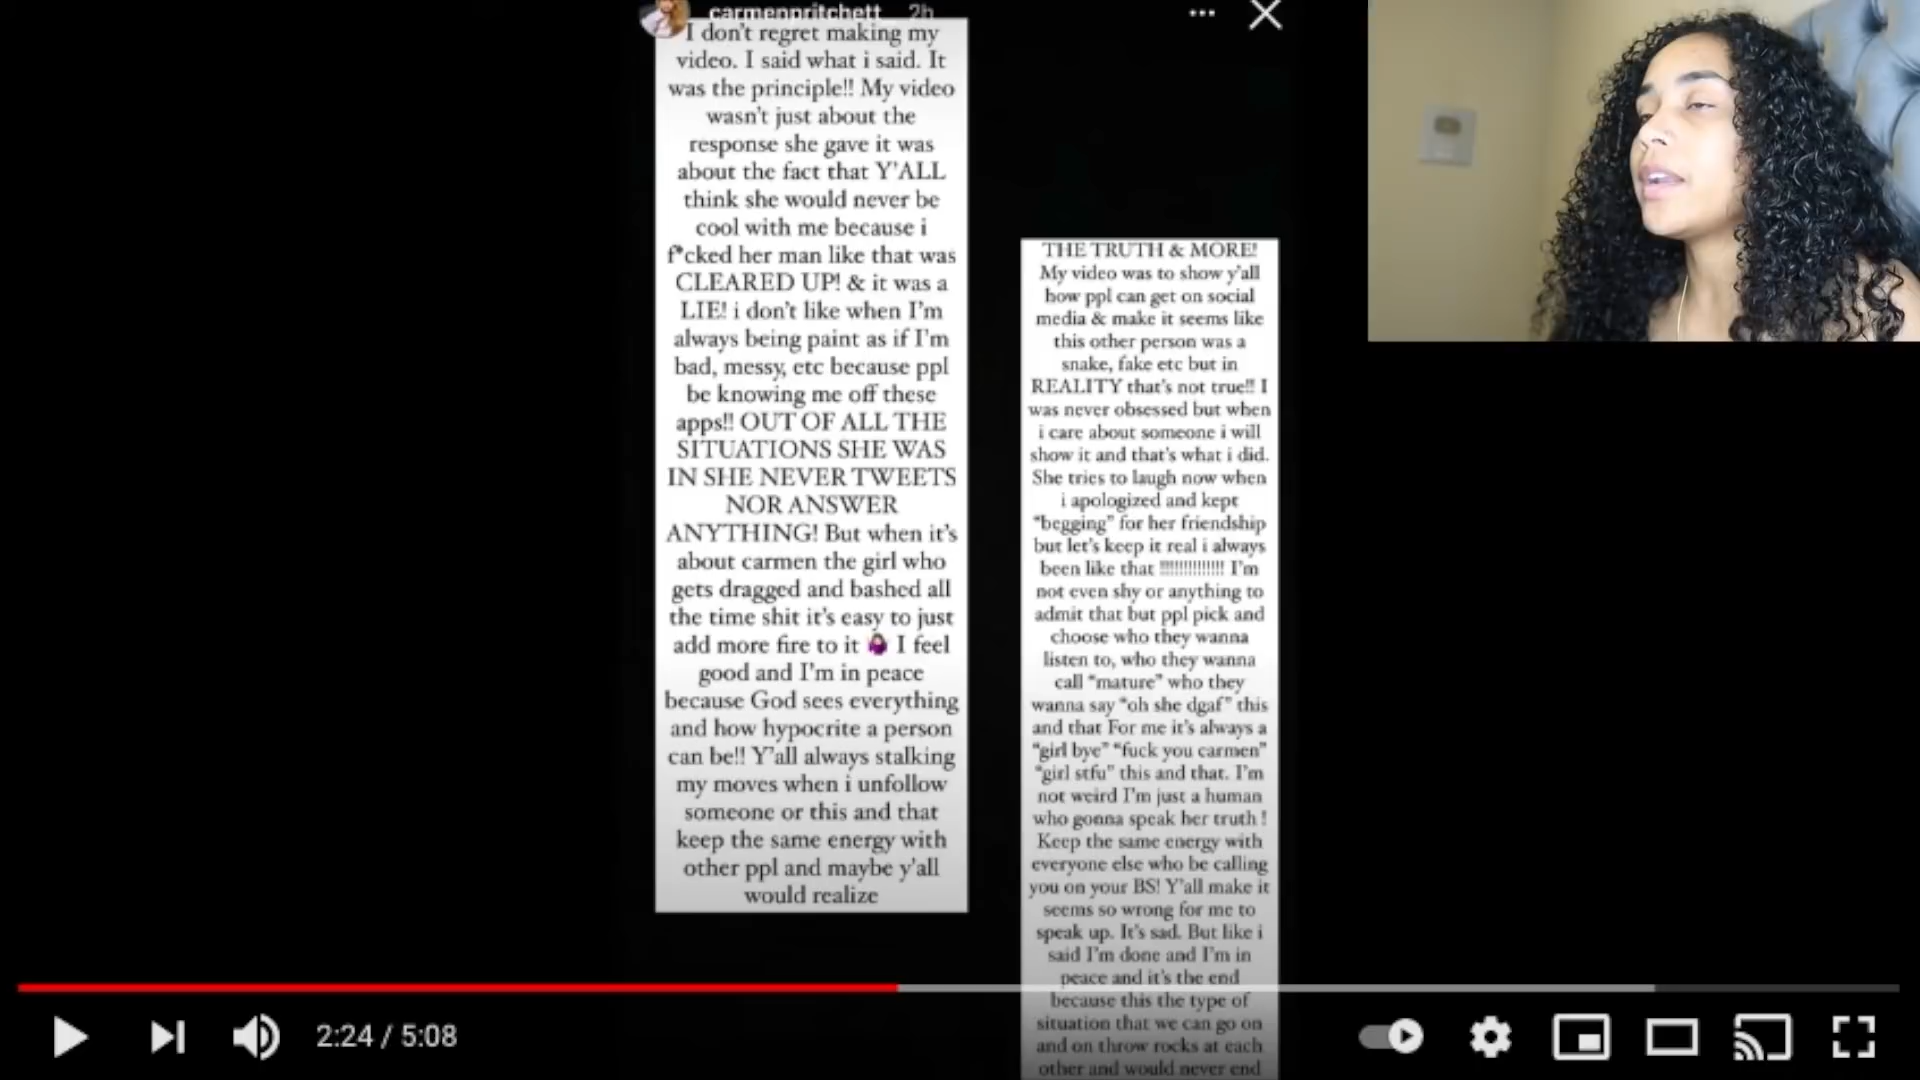 carmenpritchett 2h
I don't regret making my
video. I said what i said. It
was the principle!! My video
wasn't just about the
response she gave it was
about the fact that Y'ALL
think she would never be
cool with me because i
f*cked her man like that was
CLEARED UP! & it was a
LIE! i don't like when I'm
always being paint as if I'm
bad, messy, etc because ppl
be knowing me off these
apps!! OUT OF ALL THE
SITUATIONS SHE WAS
IN SHE NEVER TWEETS
NOR ANSWER
ANYTHING! But when it's
about carmen the girl who
gets dragged and bashed all
the time shit it's easy to just
add more fire to it 🤷🏻‍♀️ I feel
good and I'm in peace
because God sees everything
and how hypocrite a person
can be!! Y'all always stalking
my moves when i unfollow
someone or this and that
keep the same energy with
other ppl and maybe y'all
would realize
THE TRUTH & MORE!
My video was to show y'all
how ppl can get on social
media & make it seems like
this other person was a
snake, fake etc but in
REALITY that's not true!! I
was never obsessed but when
i care about someone i will
show it and that's what i did.
She tries to laugh now when
i apologized and kept
"begging" for her friendship
but let's keep it real i always
been like that !!!!!!!!!!!!!! I'm
not even shy or anything to
admit that but ppl pick and
choose who they wanna
listen to, who they wanna
call "mature" who they
wanna say "oh she dgaf" this
and that For me it's always a
"girl bye" "fuck you carmen"
"girl stfu" this and that. I'm
not weird I'm just a human
who gonna speak her truth !
Keep the same energy with
everyone else who be calling
you on your BS! Y'all make it
seems so wrong for me to
speak up. It's sad. But like i
said I'm done and I'm in
peace and it's the end
because this the type of
situation that we can go on
and on throw rocks at each
other and would never end
2:24 / 5:08